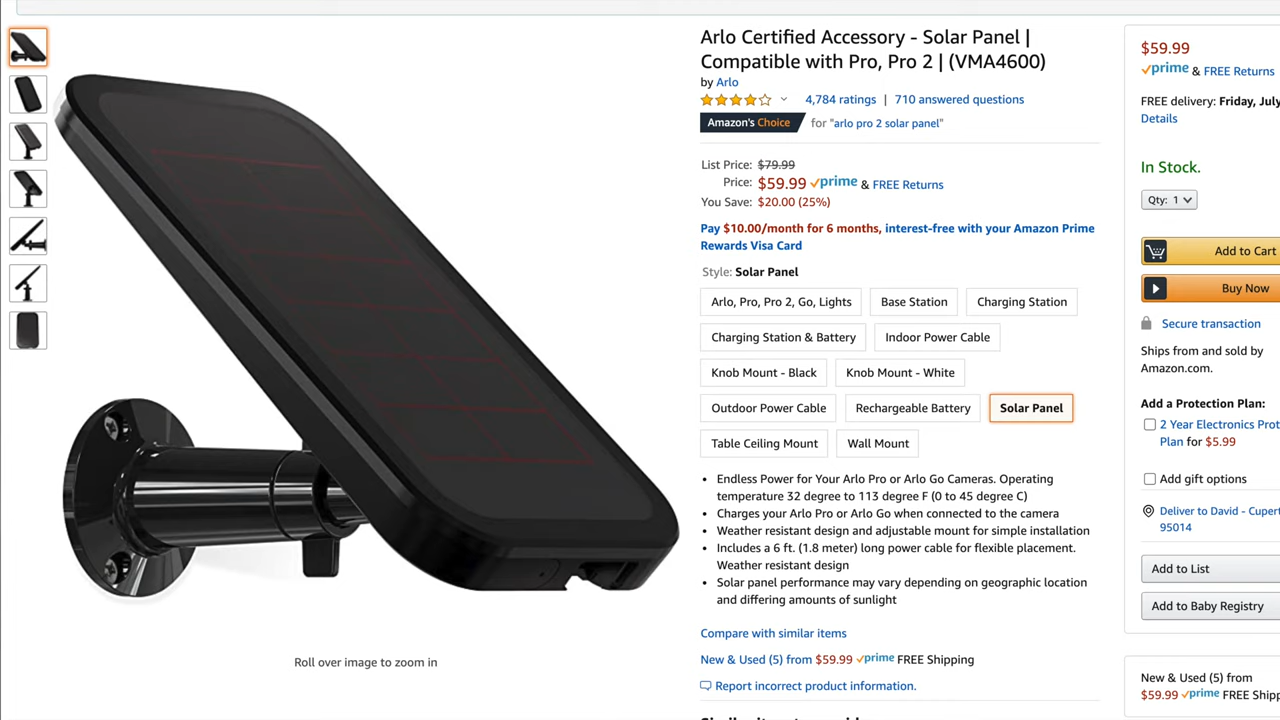 Arlo Certified Accessory - Solar Panel |
Compatible with Pro, Pro 2 | (VMA4600)
by Arlo
4,784 ratings | 710 answered questions
Amazon's Choice for "arlo pro 2 solar panel"
List Price: $79.99
Price: $59.99 prime & FREE Returns
You Save: $20.00 (25%)
Pay $10.00/month for 6 months, interest-free with your Amazon Prime
Rewards Visa Card
Style: Solar Panel
Arlo, Pro, Pro 2, Go, Lights
Base Station
Charging Station
Charging Station & Battery
Indoor Power Cable
Knob Mount - Black
Knob Mount - White
Outdoor Power Cable
Rechargeable Battery
Solar Panel
Table Ceiling Mount
Wall Mount
• Endless Power for Your Arlo Pro or Arlo Go Cameras. Operating
temperature 32 degree to 113 degree F (0 to 45 degree C)
• Charges your Arlo Pro or Arlo Go when connected to the camera
• Weather resistant design and adjustable mount for simple installation
• Includes a 6 ft. (1.8 meter) long power cable for flexible placement.
Weather resistant design
• Solar panel performance may vary depending on geographic location
and differing amounts of sunlight
Compare with similar items
New & Used (5) from $59.99 prime FREE Shipping
Report incorrect product information.
Roll over image to zoom in
$59.99
prime & FREE Returns
FREE delivery: Friday, July
Details
In Stock.
Qty: 1
Add to Cart
Buy Now
Secure transaction
Ships from and sold by
Amazon.com.
Add a Protection Plan:
2 Year Electronics Prot
Plan for $5.99
Add gift options
Deliver to David - Cupert
95014
Add to List
Add to Baby Registry
New & Used (5) from
$59.99 prime FREE Shipp